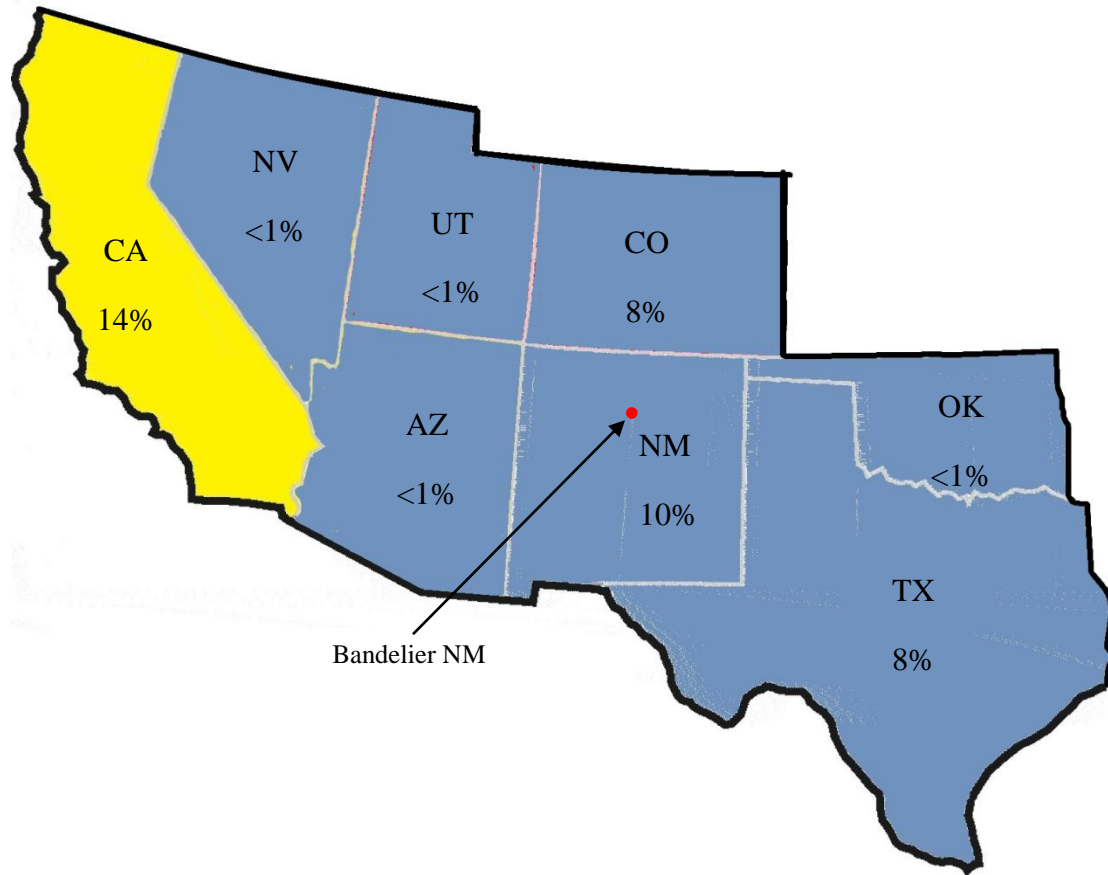 NV
<1%
UT
<1%
CO
8%
CA
14%
AZ
<1%
NM
10%
OK
<1%
TX
8%
Bandelier NM